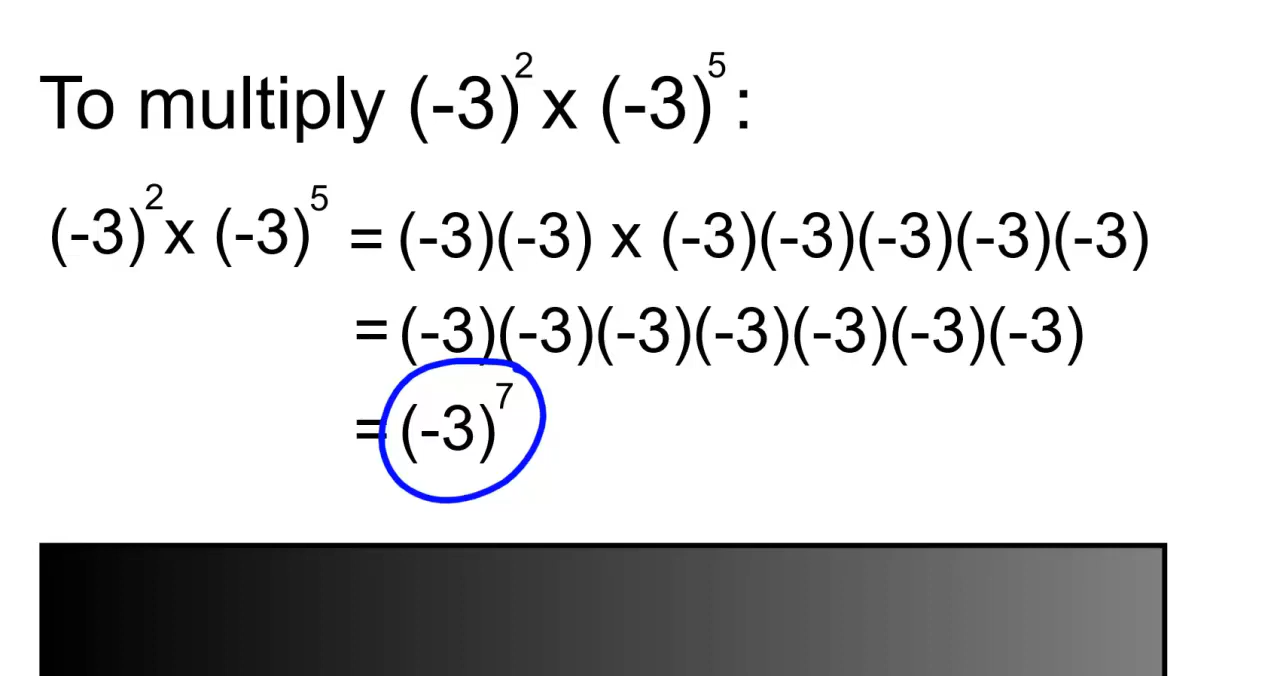 To multiply (-3)² x (-3)⁵ :
(-3)² x (-3)⁵ = (-3)(-3) x (-3)(-3)(-3)(-3)(-3)
= (-3)(-3)(-3)(-3)(-3)(-3)(-3)
= (-3)⁷